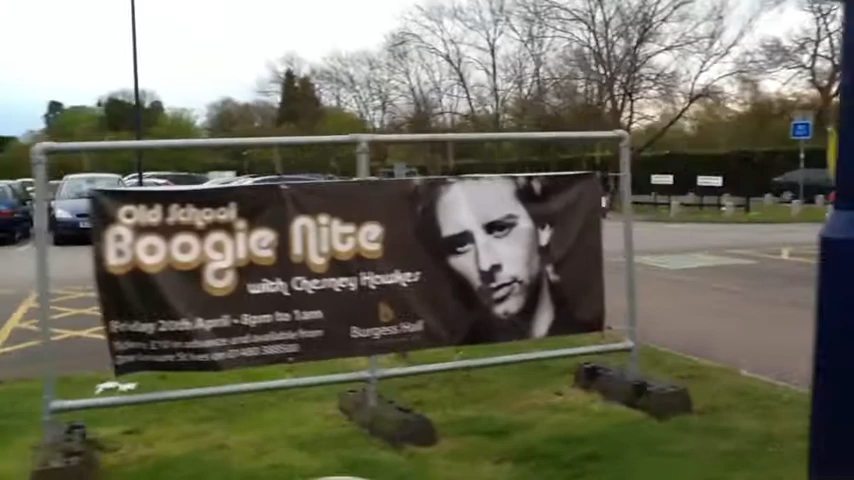 Old School
Boogie Nite
with Chesney Hawkes
Friday 20th April - 8pm to 1am
Burgess Hall